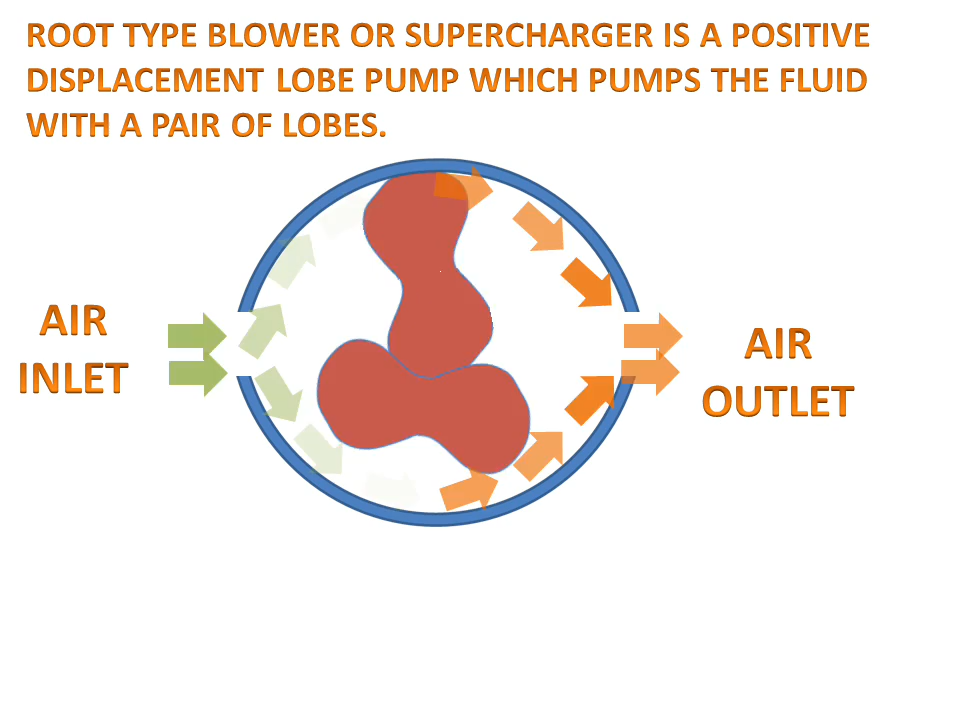 ROOT TYPE BLOWER OR SUPERCHARGER IS A POSITIVE
DISPLACEMENT LOBE PUMP WHICH PUMPS THE FLUID
WITH A PAIR OF LOBES.
AIR
INLET
AIR
OUTLET